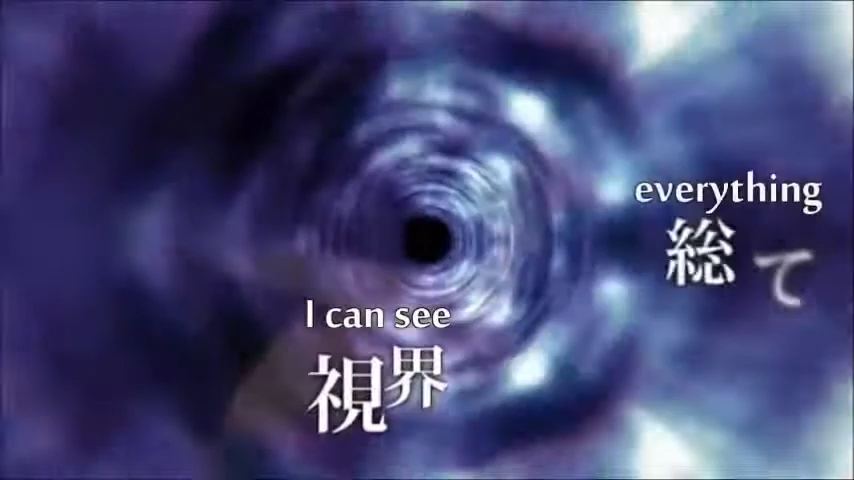 everything
総て
I can see
視界